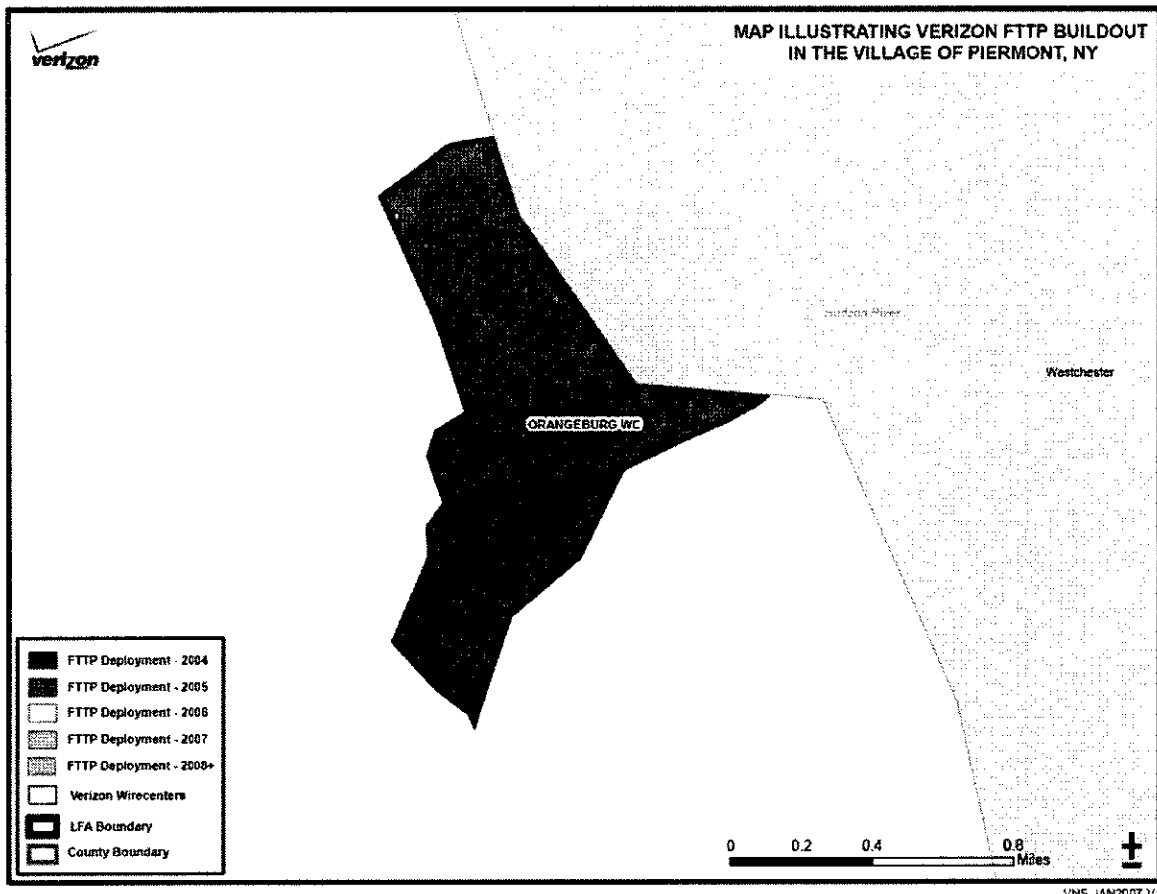 MAP ILLUSTRATING VERIZON FTTP BUILDOUT
IN THE VILLAGE OF PIERMONT, NY
verizon
Hudson River
Westchester
ORANGEBURG WC
FTTP Deployment - 2004
FTTP Deployment - 2005
FTTP Deployment - 2006
FTTP Deployment - 2007
FTTP Deployment - 2008+
Verizon Wirecenters
LFA Boundary
County Boundary
0 0.2 0.4 0.8
Miles